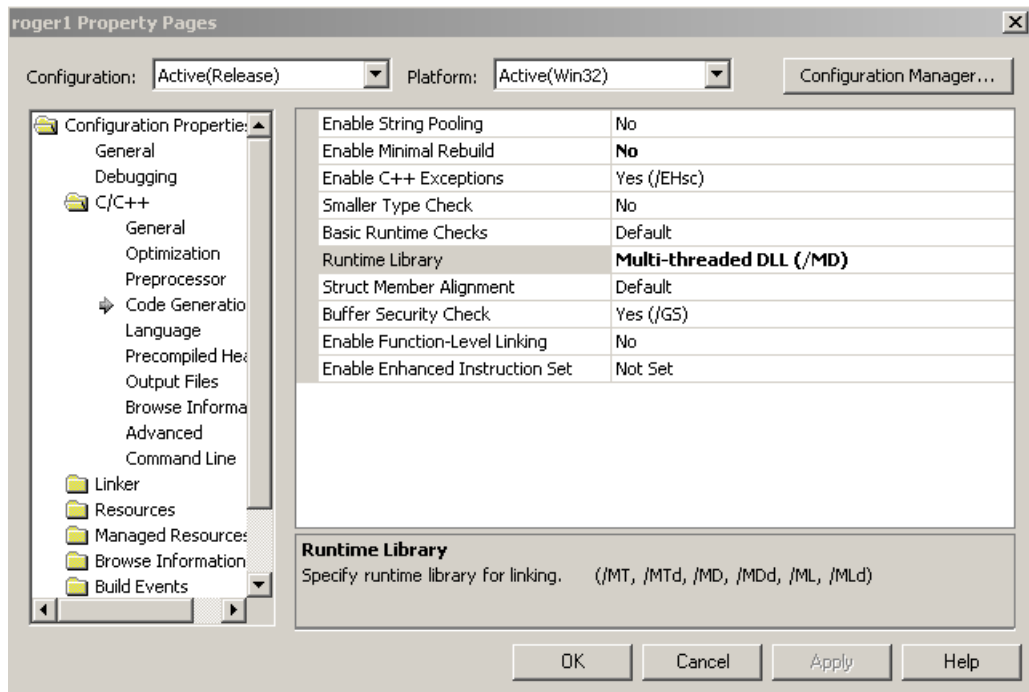 roger1 Property Pages
Configuration: Active(Release) Platform: Active(Win32) Configuration Manager...
Configuration Properties
General
Debugging
C/C++
General
Optimization
Preprocessor
Code Generatio
Language
Precompiled Hea
Output Files
Browse Informa
Advanced
Command Line
Linker
Resources
Managed Resources
Browse Information
Build Events
Enable String Pooling No
Enable Minimal Rebuild No
Enable C++ Exceptions Yes (/EHsc)
Smaller Type Check No
Basic Runtime Checks Default
Runtime Library Multi-threaded DLL (/MD)
Struct Member Alignment Default
Buffer Security Check Yes (/GS)
Enable Function-Level Linking No
Enable Enhanced Instruction Set Not Set
Runtime Library
Specify runtime library for linking. (/MT, /MTd, /MD, /MDd, /ML, /MLd)
OK Cancel Apply Help